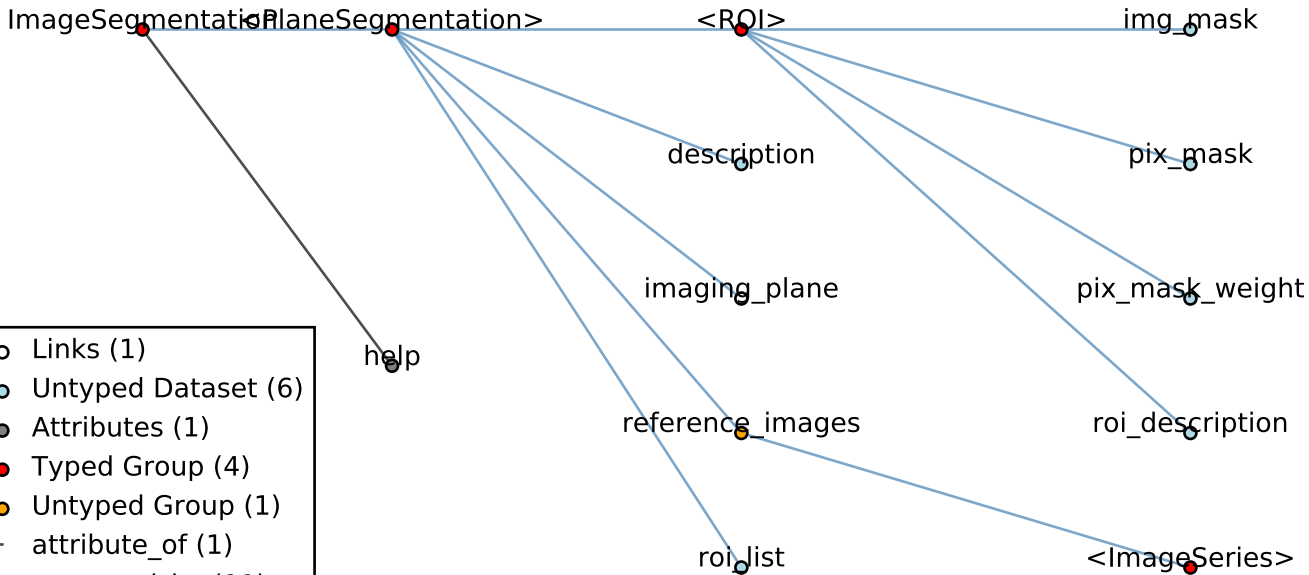 ImageSegmentation
<PlaneSegmentation>
<ROI>
img_mask
description
pix_mask
imaging_plane
pix_mask_weight
help
reference_images
roi_description
roi_list
<ImageSeries>
Links (1)
Untyped Dataset (6)
Attributes (1)
Typed Group (4)
Untyped Group (1)
attribute_of (1)